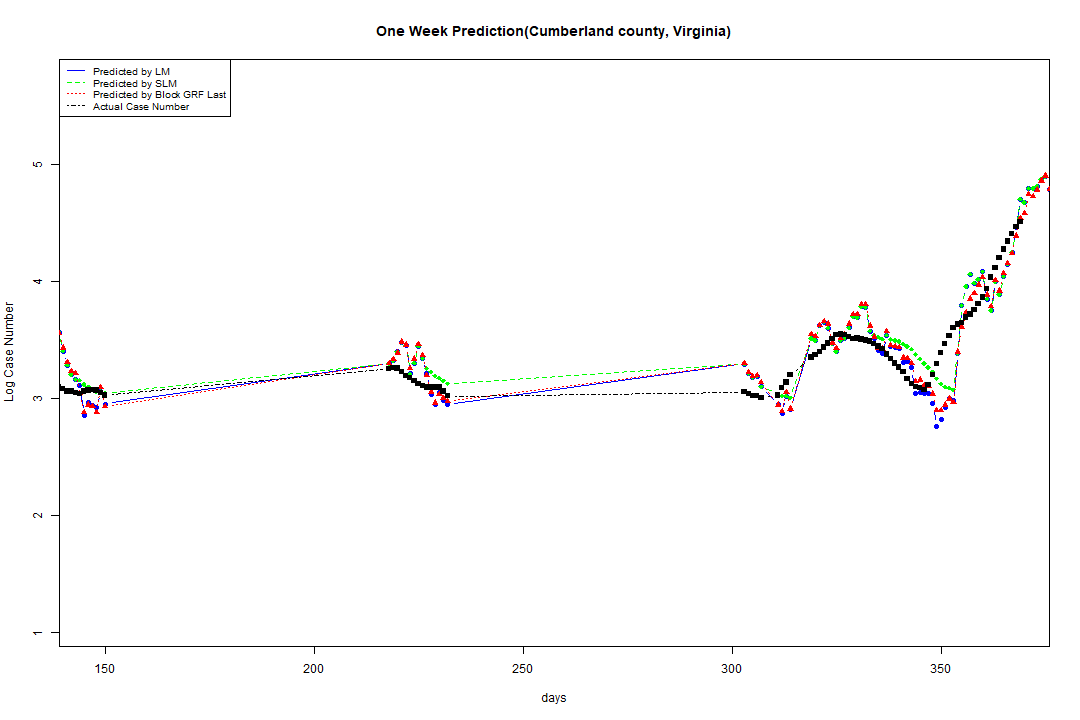 One Week Prediction(Cumberland county, Virginia)
Predicted by LM
Predicted by SLM
Predicted by Block GRF Last
Actual Case Number
Log Case Number
5
4
3
2
1
150 200 250 300 350
days